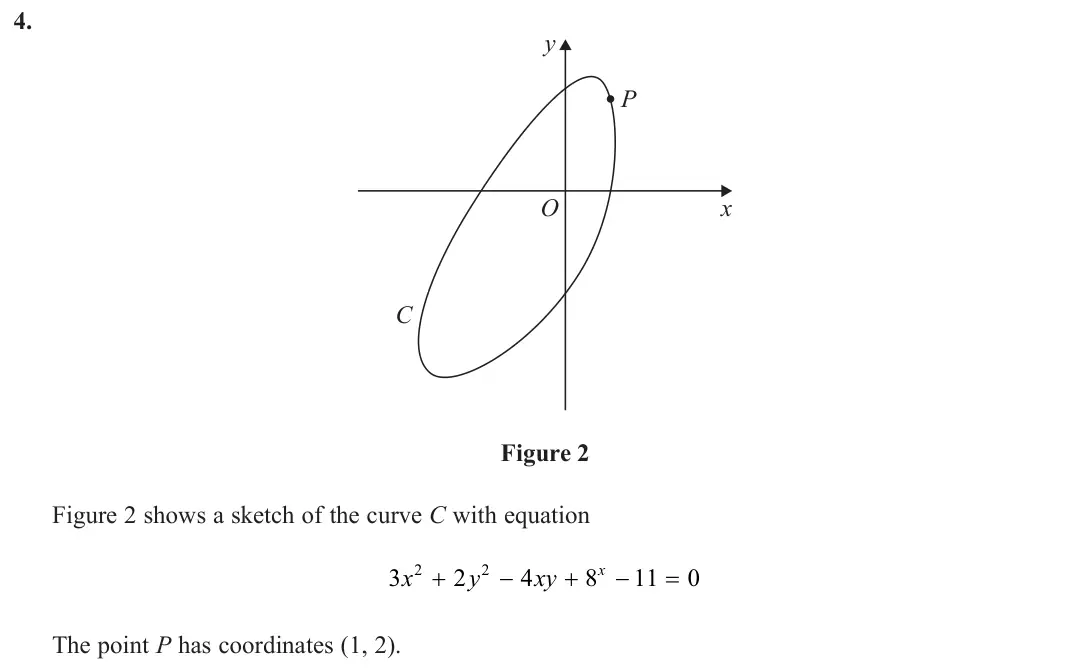 4.
y
P
O
x
C
Figure 2
Figure 2 shows a sketch of the curve C with equation
3x² + 2y² − 4xy + 8ˣ − 11 = 0
The point P has coordinates (1, 2).